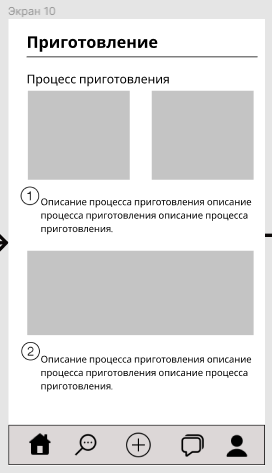 Экран 10
Приготовление
Процесс приготовления
1
Описание процесса приготовления описание
процесса приготовления описание процесса
приготовления.
2
Описание процесса приготовления описание
процесса приготовления описание процесса
приготовления.